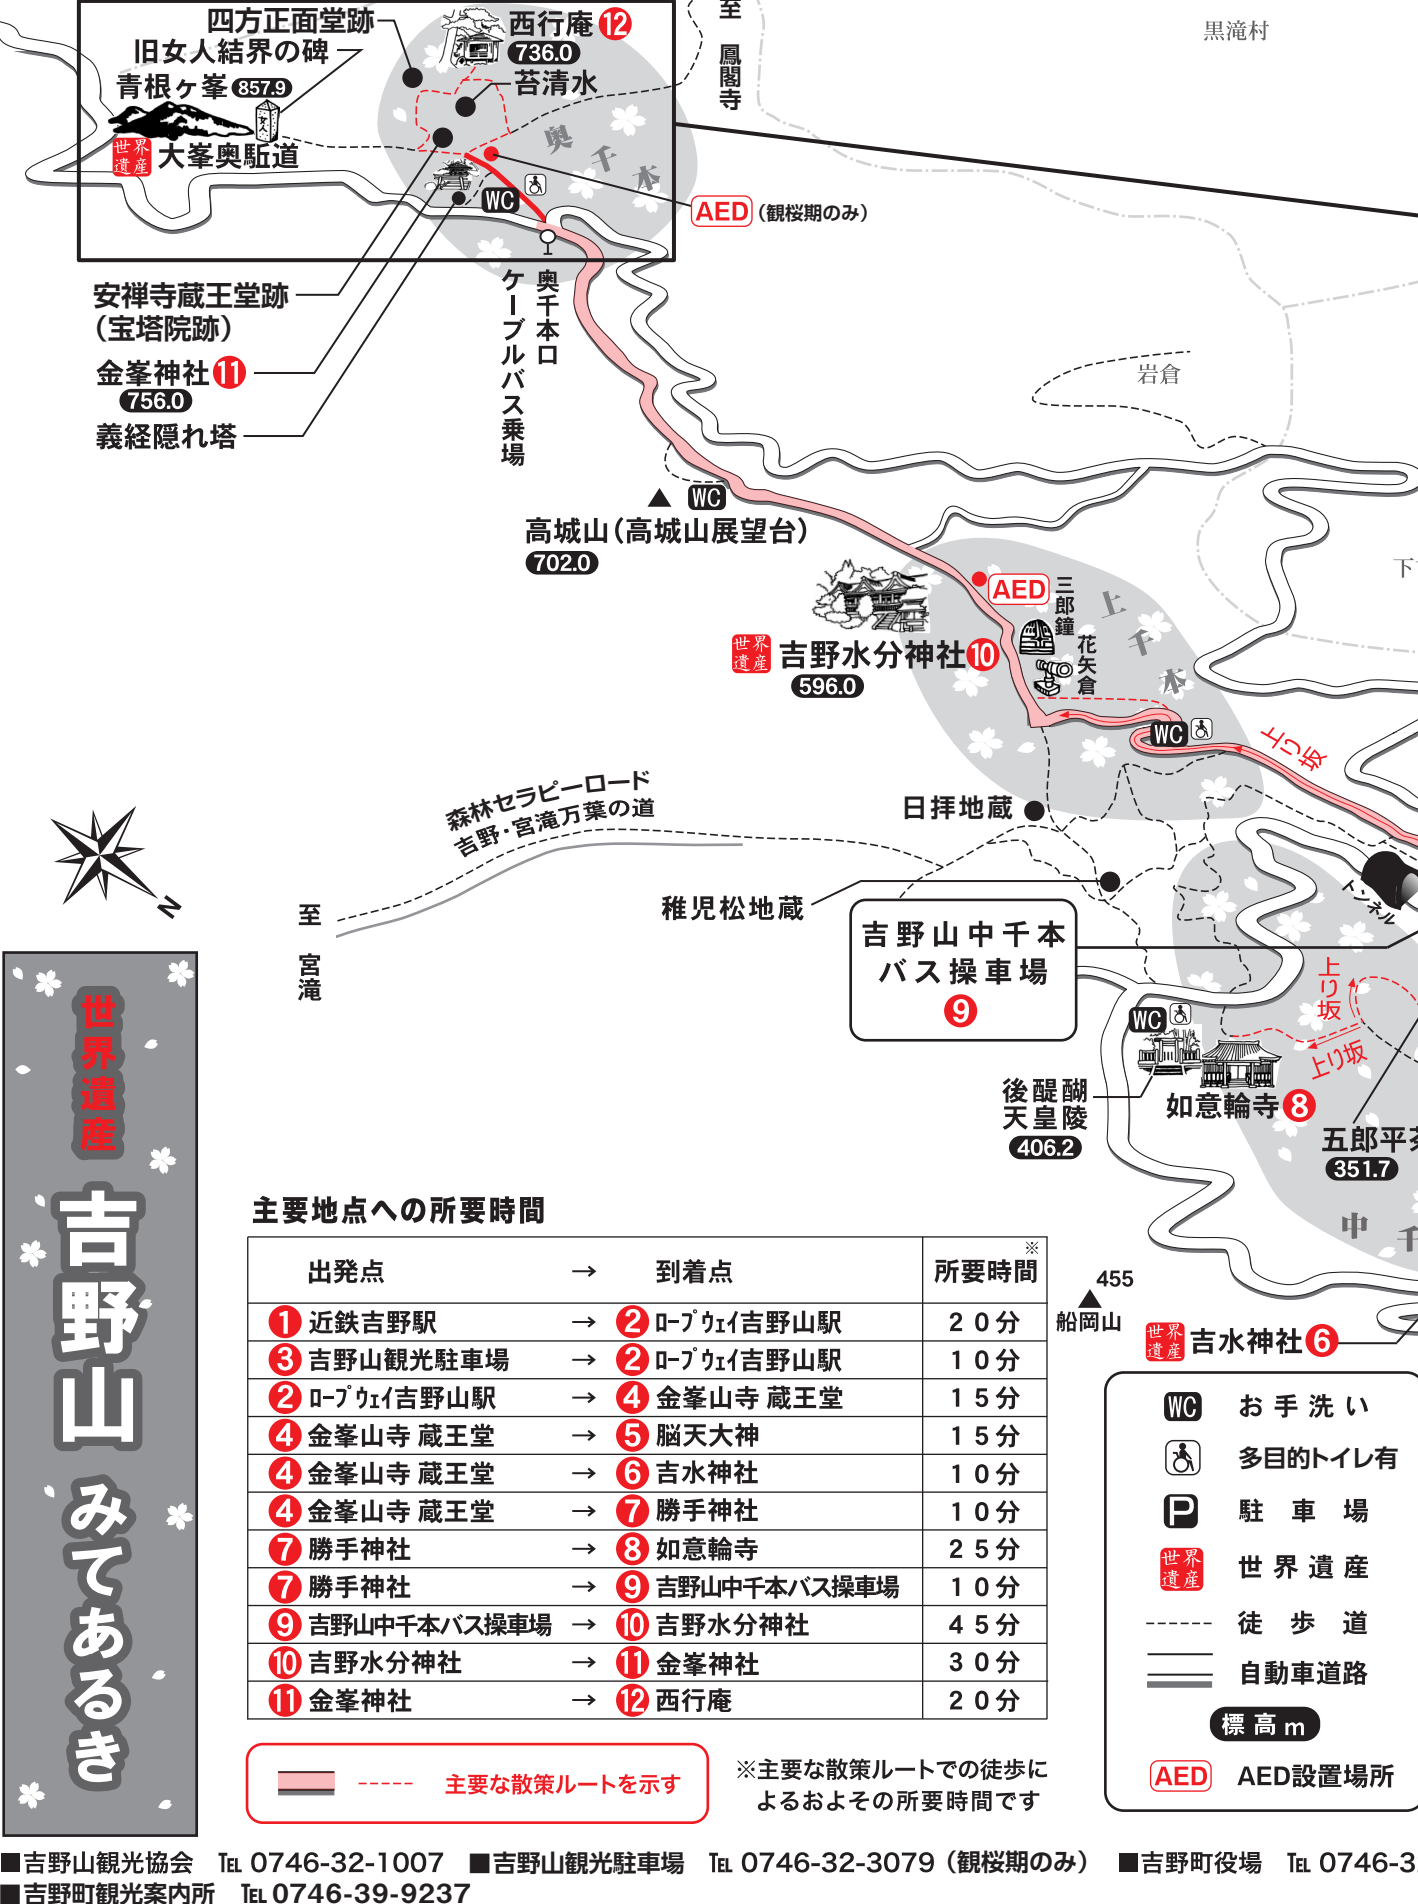 四方正面堂跡
旧女人結界の碑
青根ヶ峯 857.9
女人
世界
遺産
大峯奥駈道
西行庵 12
736.0
苔清水
奥千本
WC
至 鳳閣寺
黒滝村
AED (観桜期のみ)
安禅寺蔵王堂跡
(宝塔院跡)
金峯神社 11
756.0
義経隠れ塔
奥千本口
ケーブルバス乗場
岩倉
WC
高城山(高城山展望台)
702.0
下
AED
三郎鐘
花矢倉
上千本
世界
遺産
吉野水分神社 10
596.0
WC
上り坂
森林セラピーロード
吉野・宮滝万葉の道
日拝地蔵
稚児松地蔵
N
至 宮滝
トンネル
吉野山中千本
バス操車場
9
上り坂
上り坂
WC
後醍醐
天皇陵
406.2
如意輪寺 8
五郎平茶
351.7
中千
世界遺産
吉野山
みてあるき
主要地点への所要時間
出発点 → 到着点 所要時間※
1 近鉄吉野駅 → 2 ロープウェイ吉野山駅 20分
3 吉野山観光駐車場 → 2 ロープウェイ吉野山駅 10分
2 ロープウェイ吉野山駅 → 4 金峯山寺 蔵王堂 15分
4 金峯山寺 蔵王堂 → 5 脳天大神 15分
4 金峯山寺 蔵王堂 → 6 吉水神社 10分
4 金峯山寺 蔵王堂 → 7 勝手神社 10分
7 勝手神社 → 8 如意輪寺 25分
7 勝手神社 → 9 吉野山中千本バス操車場 10分
9 吉野山中千本バス操車場 → 10 吉野水分神社 45分
10 吉野水分神社 → 11 金峯神社 30分
11 金峯神社 → 12 西行庵 20分
主要な散策ルートを示す
※主要な散策ルートでの徒歩に
よるおよその所要時間です
455
船岡山
世界
遺産
吉水神社 6
WC お手洗い
多目的トイレ有
P 駐車場
世界
遺産
世界遺産
徒歩道
自動車道路
標高m
AED AED設置場所
■吉野山観光協会 TEL 0746-32-1007 ■吉野山観光駐車場 TEL 0746-32-3079 (観桜期のみ) ■吉野町役場 TEL 0746-3
■吉野町観光案内所 TEL 0746-39-9237